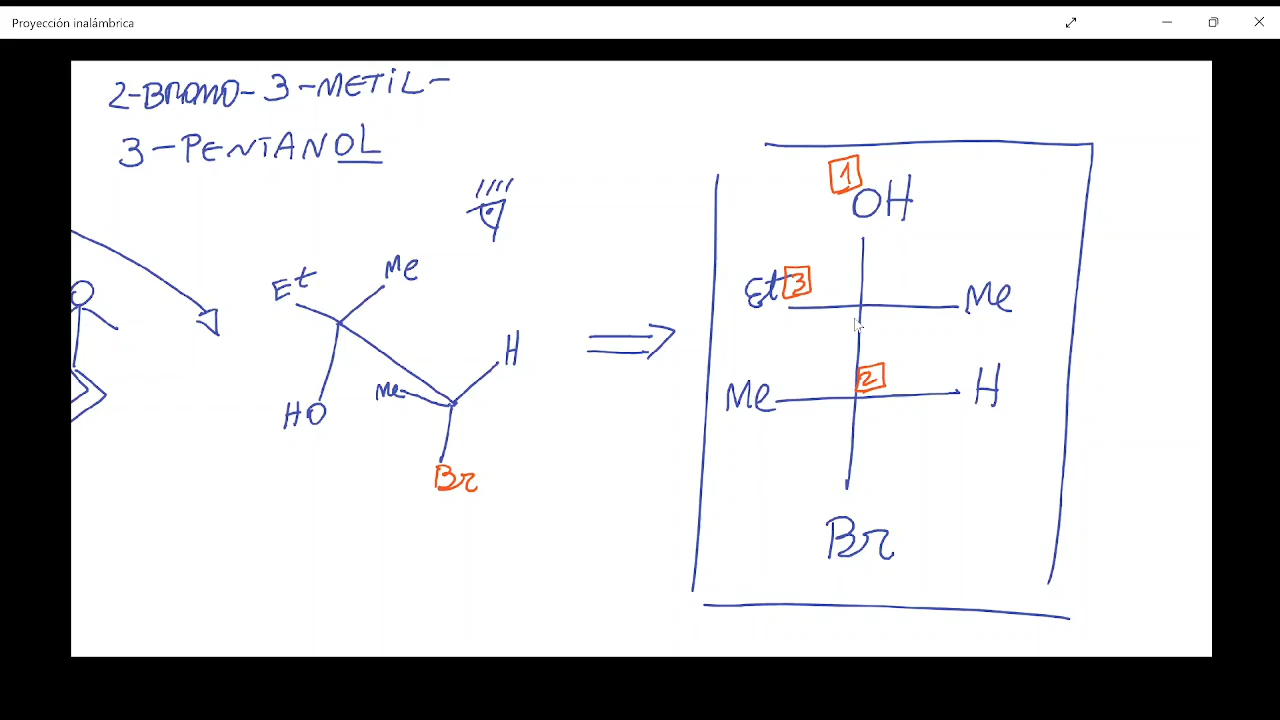 Proyección inalámbrica
2-BROMO-3-METIL-
3-PENTANOL
Et
Me
H
Me
HO
Br
O
1
OH
Et 3
Me
2
Me
H
Br